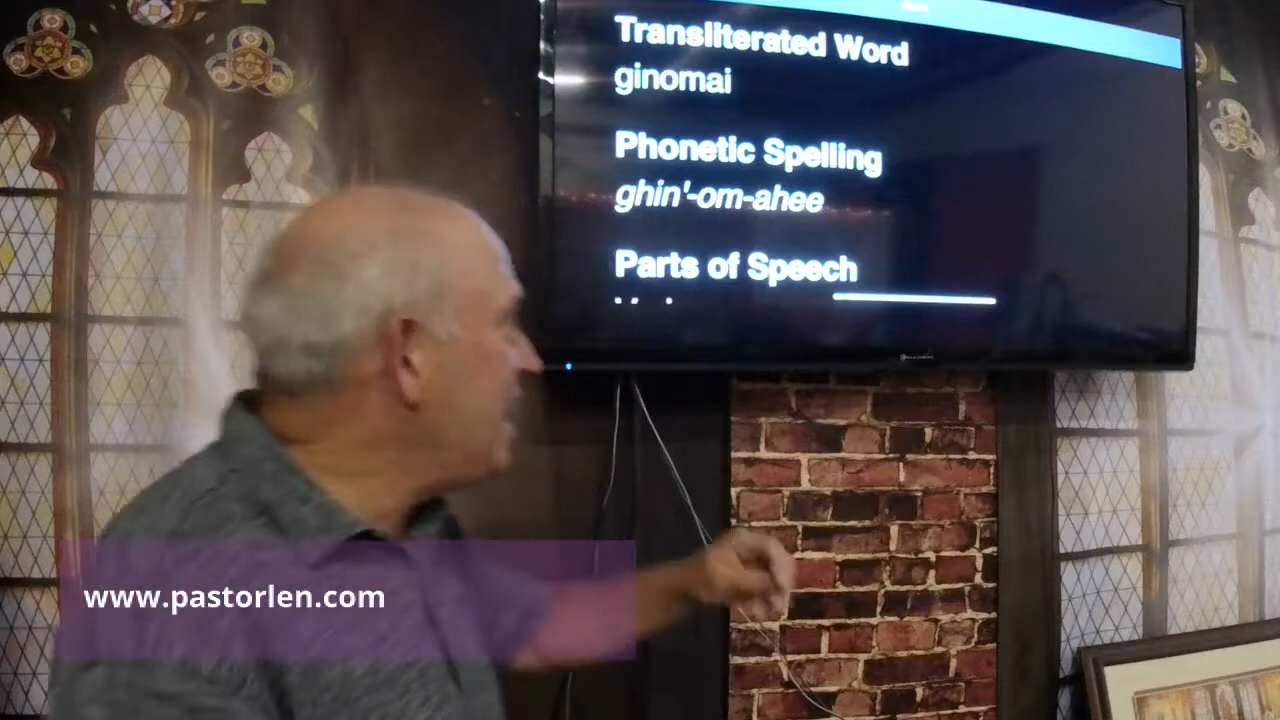 Transliterated Word
ginomai
Phonetic Spelling
ghin'-om-ahee
Parts of Speech
www.pastorlen.com